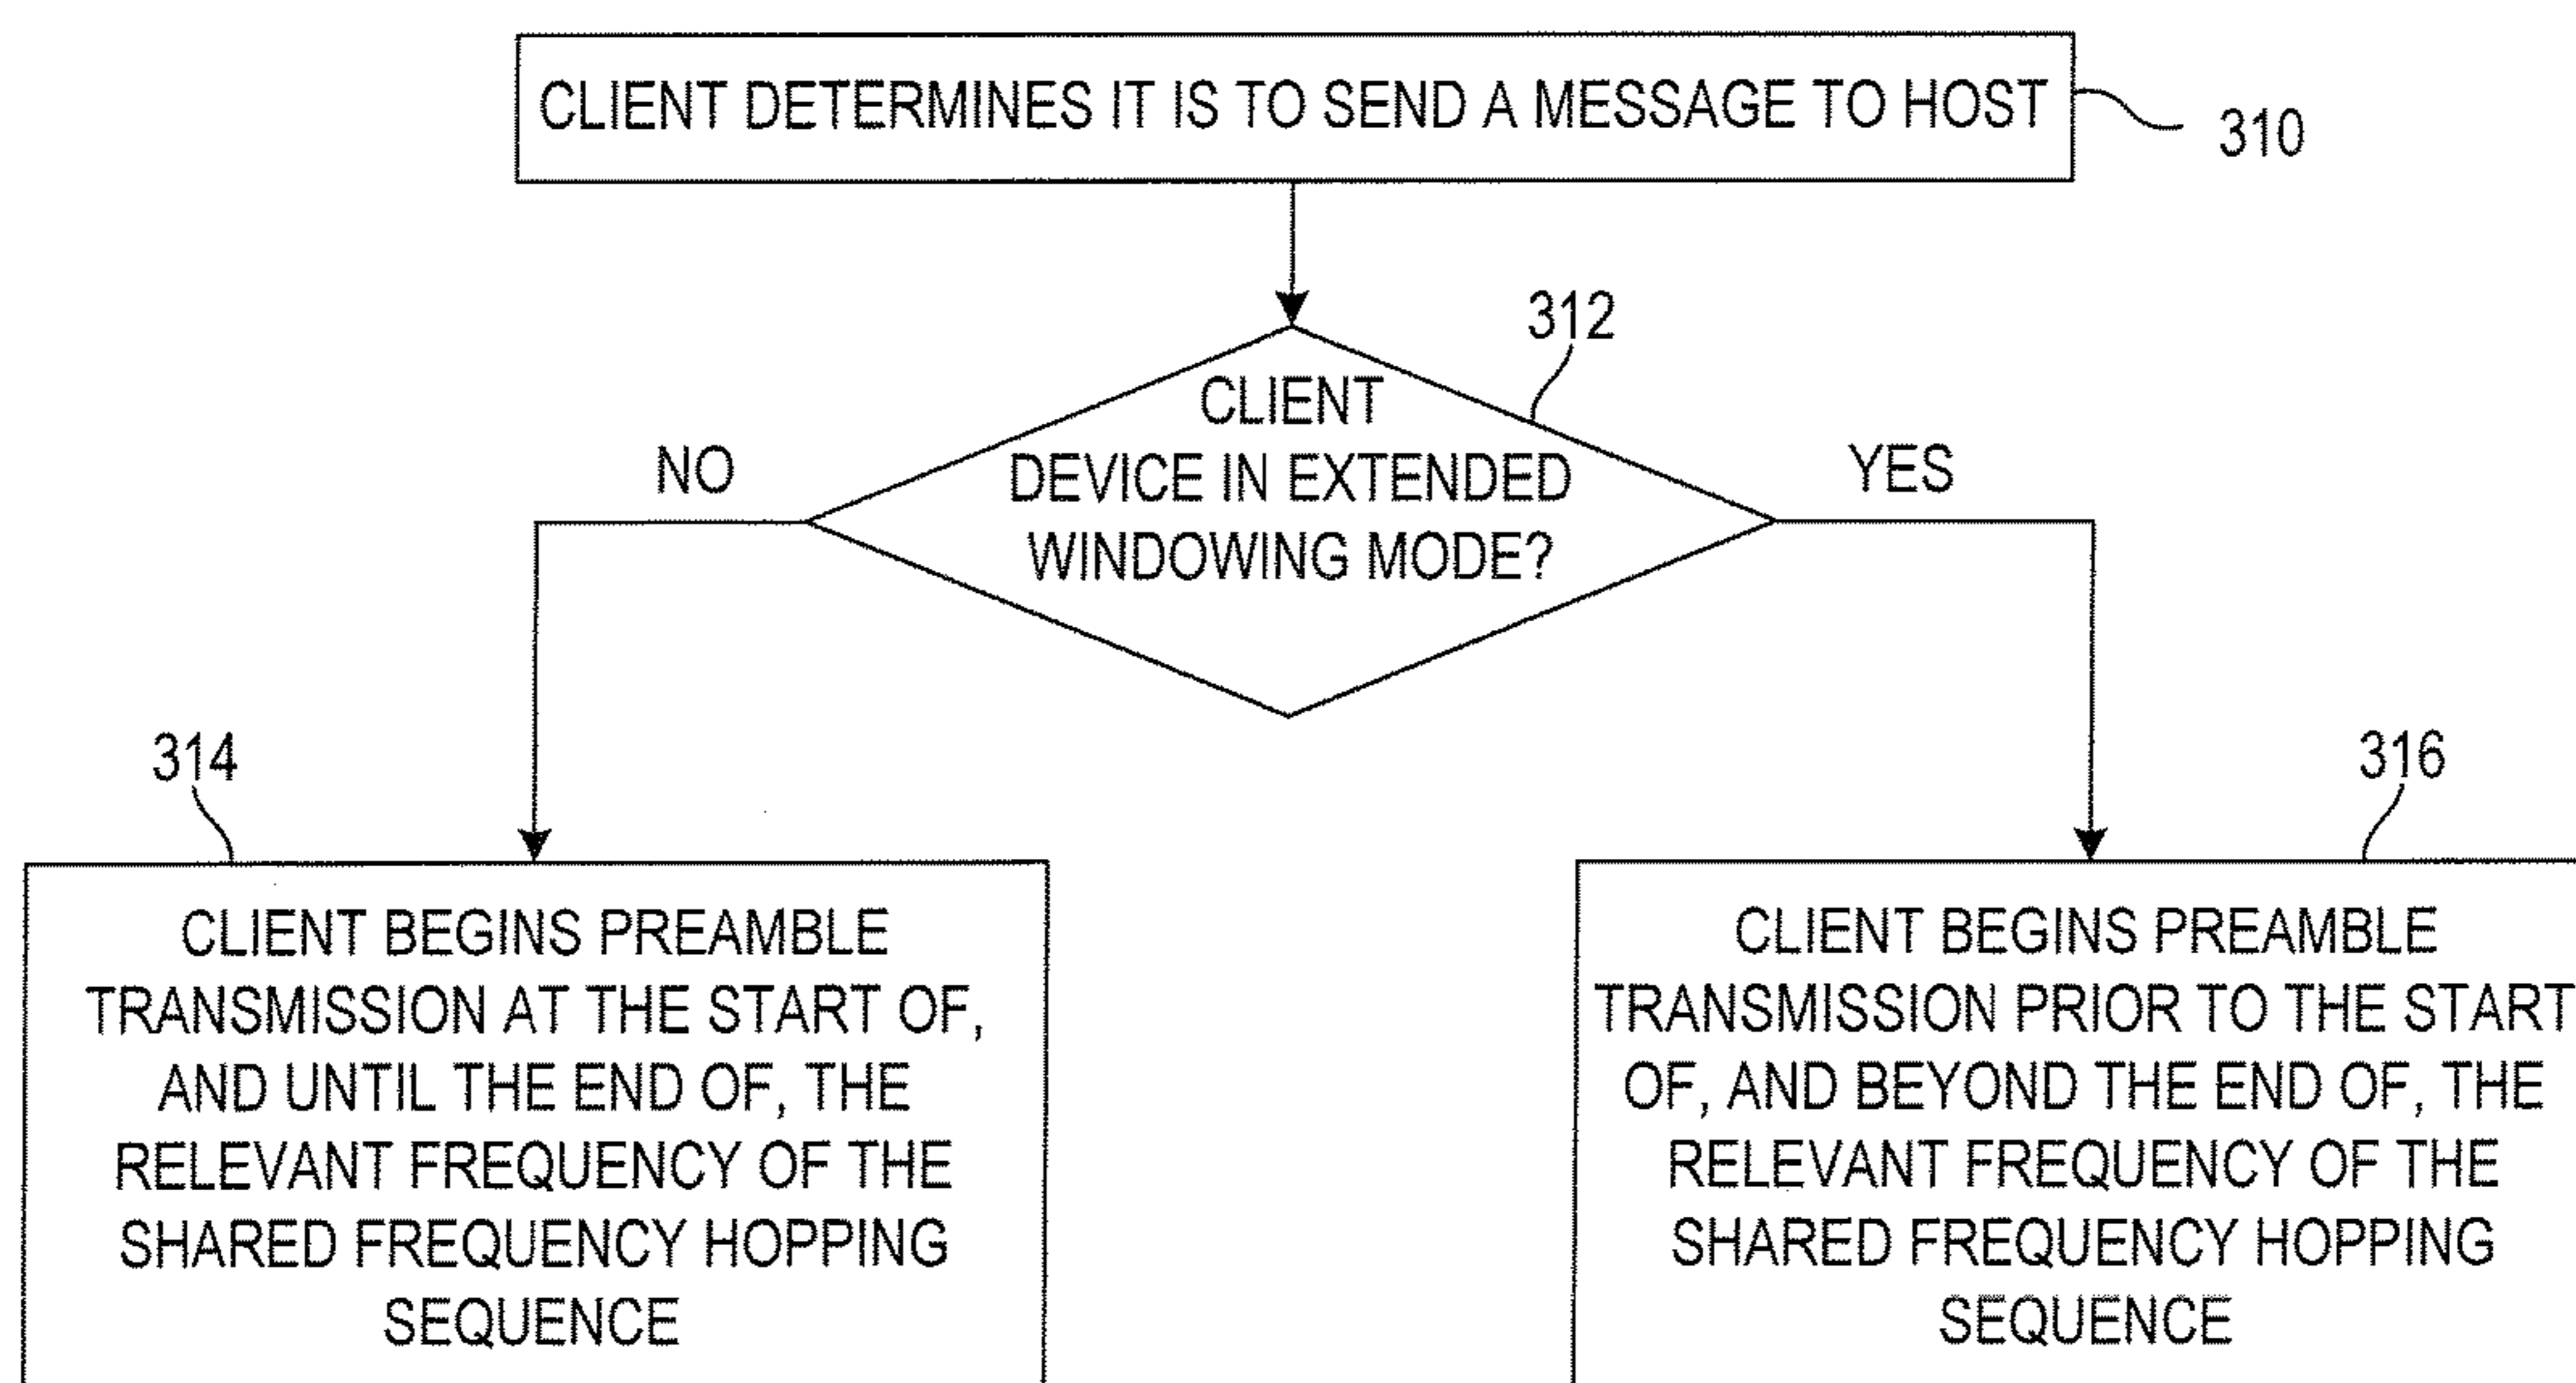 CLIENT DETERMINES IT IS TO SEND A MESSAGE TO HOST
310
312
CLIENT
DEVICE IN EXTENDED
WINDOWING MODE?
NO
YES
314
CLIENT BEGINS PREAMBLE
TRANSMISSION AT THE START OF,
AND UNTIL THE END OF, THE
RELEVANT FREQUENCY OF THE
SHARED FREQUENCY HOPPING
SEQUENCE
316
CLIENT BEGINS PREAMBLE
TRANSMISSION PRIOR TO THE START
OF, AND BEYOND THE END OF, THE
RELEVANT FREQUENCY OF THE
SHARED FREQUENCY HOPPING
SEQUENCE